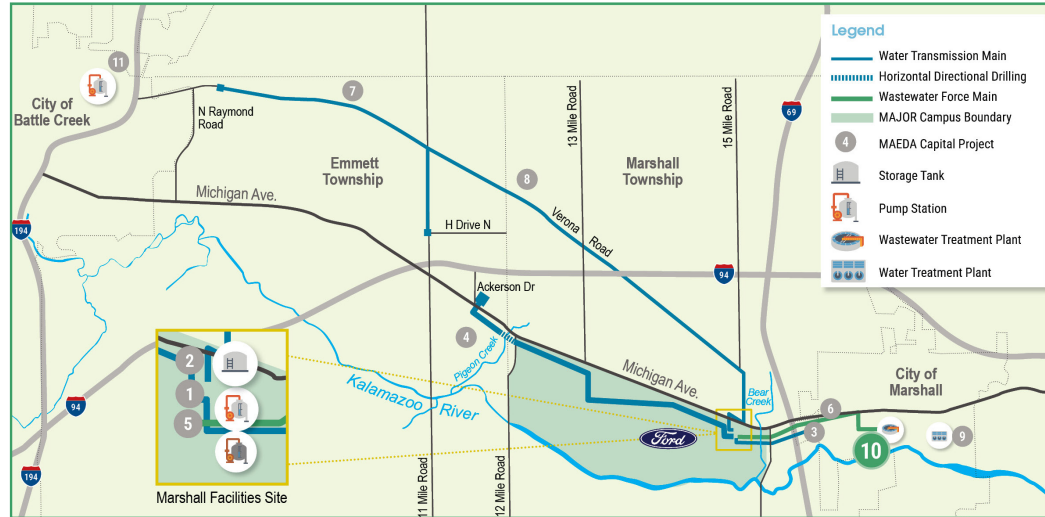 Legend
Water Transmission Main
Horizontal Directional Drilling
Wastewater Force Main
MAJOR Campus Boundary
4
MAEDA Capital Project
Storage Tank
Pump Station
Wastewater Treatment Plant
Water Treatment Plant
11
City of
Battle Creek
N Raymond
Road
7
13 Mile Road
15 Mile Road
69
Emmett
Township
Marshall
Township
Michigan Ave.
8
Verona Road
194
H Drive N
94
Ackerson Dr
4
Pigeon Creek
Kalamazoo River
Michigan Ave.
Bear
Creek
City of
Marshall
2
1
5
6
3
10
9
Ford
94
194
Marshall Facilities Site
11 Mile Road
12 Mile Road